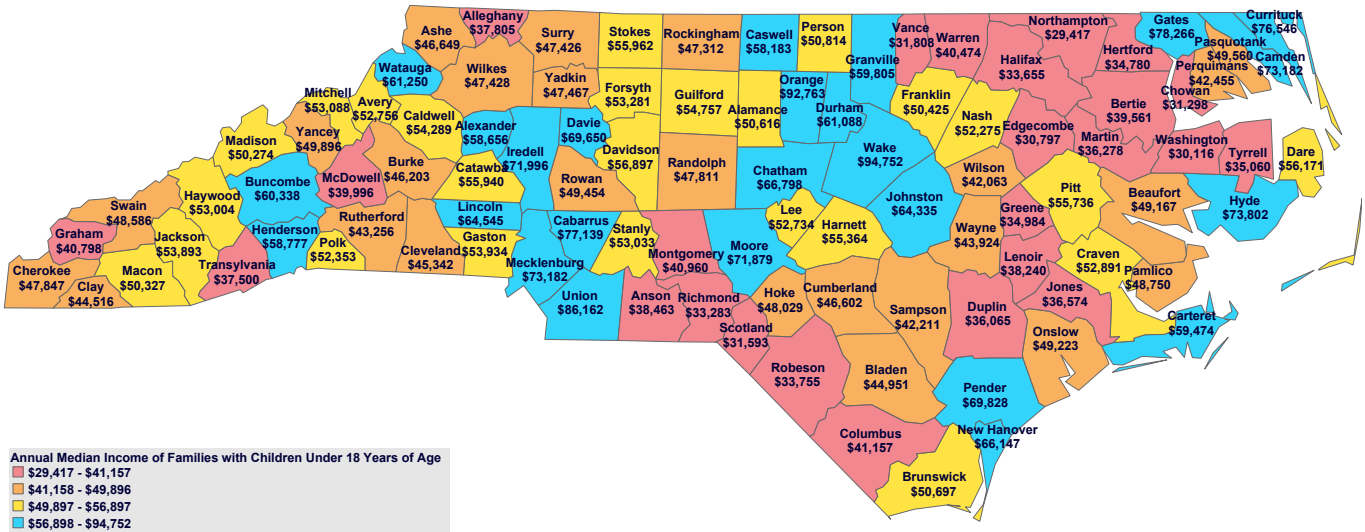 Alleghany
$37,805
Ashe
$46,649
Surry
$47,426
Stokes
$55,962
Rockingham
$47,312
Caswell
$58,183
Person
$50,814
Vance
$31,808
Warren
$40,474
Northampton
$29,417
Gates
$78,266
Currituck
$76,546
Pasquotank
$49,560
Camden
$73,182
Perquimans
$42,455
Chowan
$31,298
Hertford
$34,780
Halifax
$33,655
Granville
$59,805
Watauga
$61,250
Wilkes
$47,428
Yadkin
$47,467
Forsyth
$53,281
Guilford
$54,757
Alamance
$50,616
Orange
$92,763
Durham
$61,088
Franklin
$50,425
Nash
$52,275
Edgecombe
$30,797
Bertie
$39,561
Martin
$36,278
Washington
$30,116
Tyrrell
$35,060
Dare
$56,171
Mitchell
$53,088
Avery
$52,756
Caldwell
$54,289
Alexander
$58,656
Iredell
$71,996
Davie
$69,650
Davidson
$56,897
Randolph
$47,811
Chatham
$66,798
Wake
$94,752
Wilson
$42,063
Pitt
$55,736
Beaufort
$49,167
Hyde
$73,802
Madison
$50,274
Yancey
$49,896
McDowell
$39,996
Burke
$46,203
Catawba
$55,940
Rowan
$49,454
Johnston
$64,335
Greene
$34,984
Wayne
$43,924
Haywood
$53,004
Buncombe
$60,338
Rutherford
$43,256
Lincoln
$64,545
Cabarrus
$77,139
Stanly
$53,033
Montgomery
$40,960
Moore
$71,879
Lee
$52,734
Harnett
$55,364
Lenoir
$38,240
Craven
$52,891
Pamlico
$48,750
Swain
$48,586
Graham
$40,798
Jackson
$53,893
Transylvania
$37,500
Henderson
$58,777
Polk
$52,353
Cleveland
$45,342
Gaston
$53,934
Mecklenburg
$73,182
Cherokee
$47,847
Clay
$44,516
Macon
$50,327
Union
$86,162
Anson
$38,463
Richmond
$33,283
Scotland
$31,593
Hoke
$48,029
Cumberland
$46,602
Sampson
$42,211
Duplin
$36,065
Jones
$36,574
Onslow
$49,223
Carteret
$59,474
Robeson
$33,755
Bladen
$44,951
Pender
$69,828
New Hanover
$66,147
Columbus
$41,157
Brunswick
$50,697
Annual Median Income of Families with Children Under 18 Years of Age
$29,417 - $41,157
$41,158 - $49,896
$49,897 - $56,897
$56,898 - $94,752